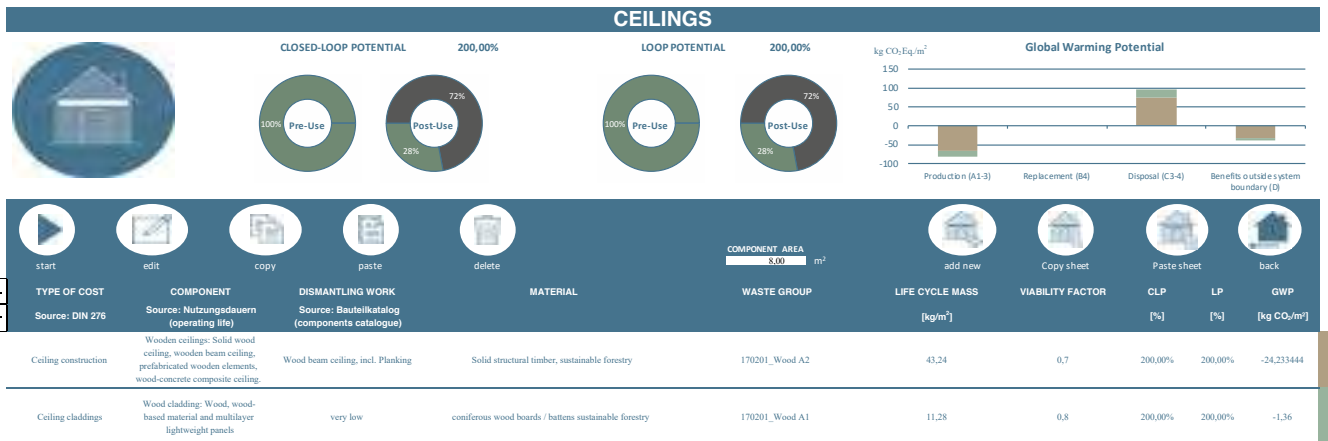 CEILINGS
CLOSED-LOOP POTENTIAL 200,00%
100% Pre-Use
72%
Post-Use
28%
LOOP POTENTIAL 200,00%
100% Pre-Use
72%
Post-Use
28%
kg CO₂Eq./m²
Global Warming Potential
150
100
50
0
-50
-100
Production (A1-3)
Replacement (B4)
Disposal (C3-4)
Benefits outside system
boundary (D)
start
edit
copy
paste
delete
COMPONENT AREA
8,00 m²
add new
Copy sheet
Paste sheet
back
TYPE OF COST COMPONENT DISMANTLING WORK MATERIAL WASTE GROUP LIFE CYCLE MASS VIABILITY FACTOR CLP LP GWP
Source: DIN 276
Source: Nutzungsdauern
(operating life)
Source: Bauteilkatalog
(components catalogue)
[kg/m²]
[%]
[%]
[kg CO₂/m²]
Ceiling construction
Wooden ceilings: Solid wood
ceiling, wooden beam ceiling,
prefabricated wooden elements,
wood-concrete composite ceiling.
Wood beam ceiling, incl. Planking
Solid structural timber, sustainable forestry
170201_Wood A2
43,24
0,7
200,00%
200,00%
-24,233444
Ceiling claddings
Wood cladding: Wood, wood-
based material and multilayer
lightweight panels
very low
coniferous wood boards / battens sustainable forestry
170201_Wood A1
11,28
0,8
200,00%
200,00%
-1,36